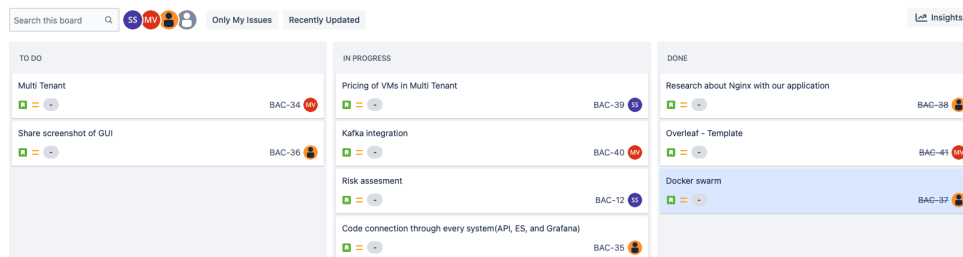 Search this board
SS MV Only My Issues Recently Updated
Insights
TO DO
Multi Tenant
-
BAC-34 MV
Share screenshot of GUI
-
BAC-36
IN PROGRESS
Pricing of VMs in Multi Tenant
-
BAC-39 SS
Kafka integration
-
BAC-40 MV
Risk assesment
-
BAC-12 SS
Code connection through every system(API, ES, and Grafana)
-
BAC-35
DONE
Research about Nginx with our application
-
BAC-38
Overleaf - Template
-
BAC-41 MV
Docker swarm
-
BAC-37